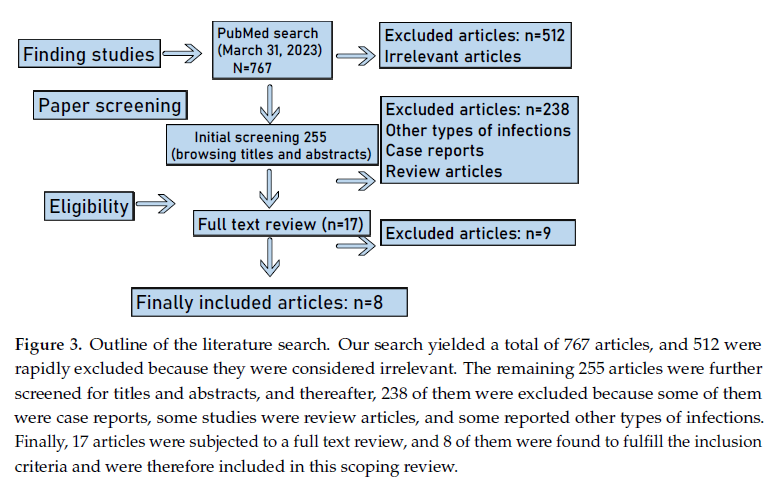 Finding studies
PubMed search
(March 31, 2023)
N=767
Excluded articles: n=512
Irrelevant articles
Paper screening
Initial screening 255
(browsing titles and abstracts)
Excluded articles: n=238
Other types of infections
Case reports
Review articles
Eligibility
Full text review (n=17)
Excluded articles: n=9
Finally included articles: n=8
Figure 3. Outline of the literature search. Our search yielded a total of 767 articles, and 512 were
rapidly excluded because they were considered irrelevant. The remaining 255 articles were further
screened for titles and abstracts, and thereafter, 238 of them were excluded because some of them
were case reports, some studies were review articles, and some reported other types of infections.
Finally, 17 articles were subjected to a full text review, and 8 of them were found to fulfill the inclusion
criteria and were therefore included in this scoping review.